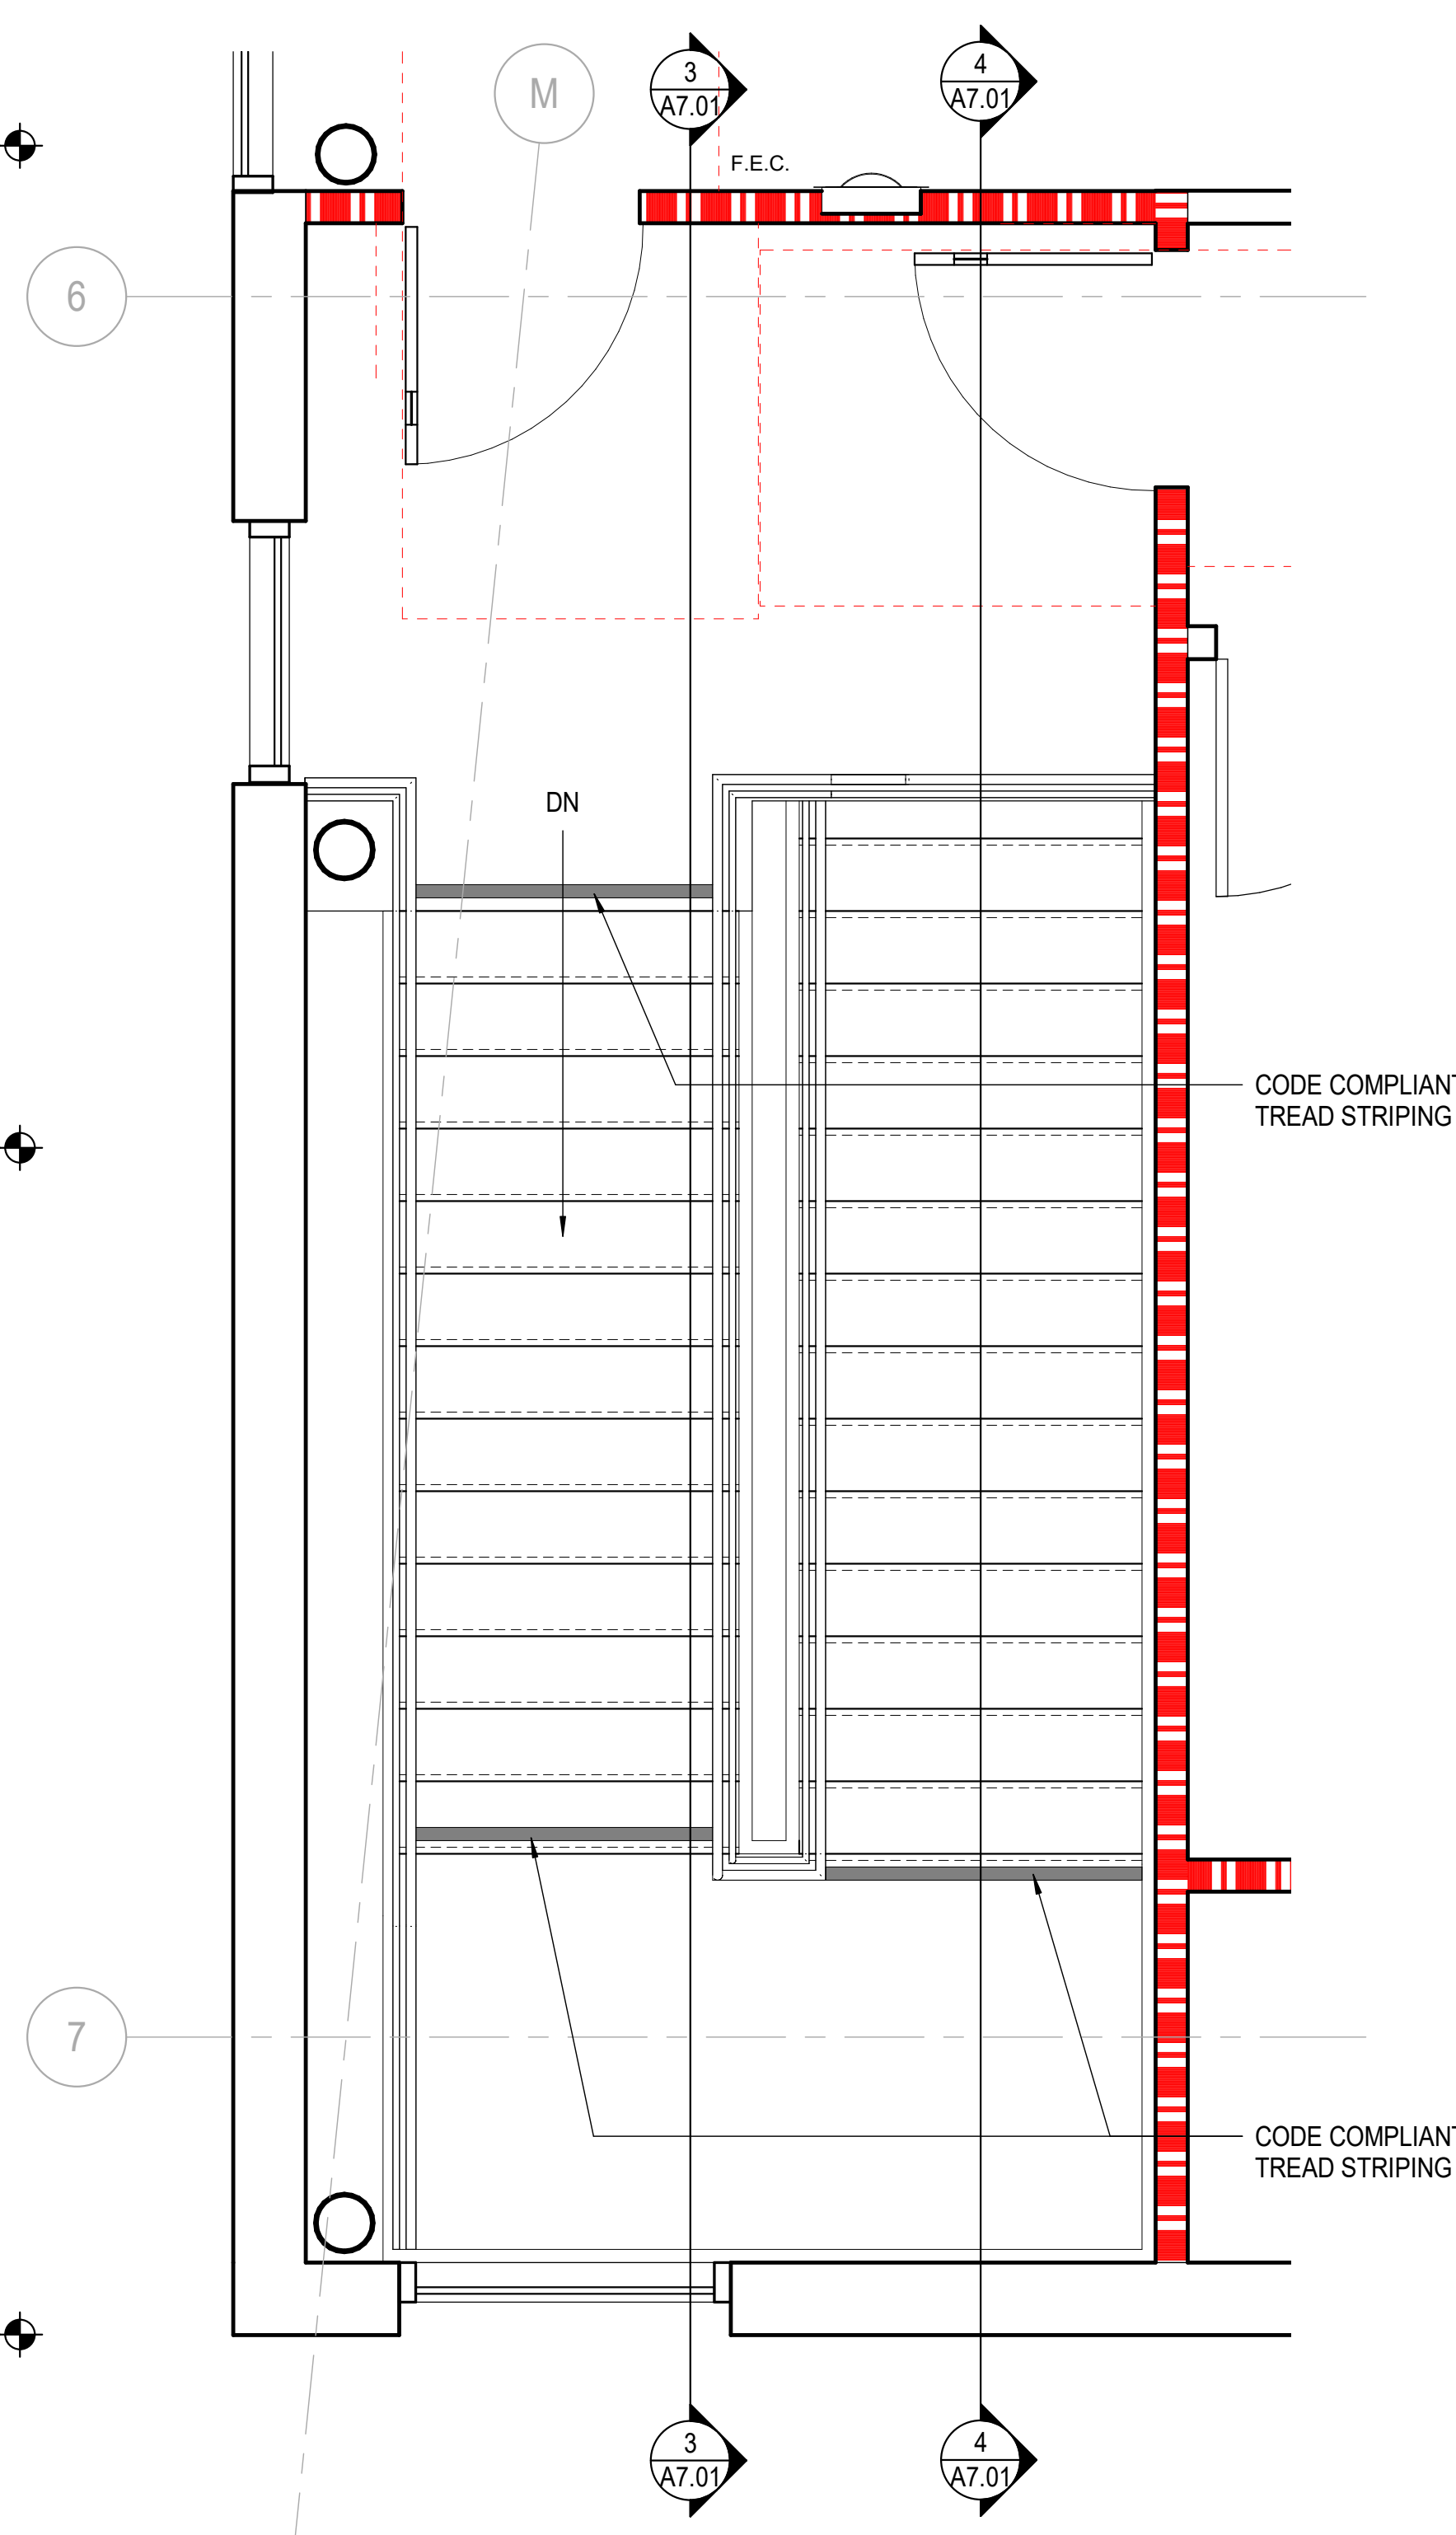 M
3
A7.01
4
A7.01
F.E.C.
6
DN
CODE COMPLIANT
TREAD STRIPING
7
CODE COMPLIANT
TREAD STRIPING
3
A7.01
4
A7.01